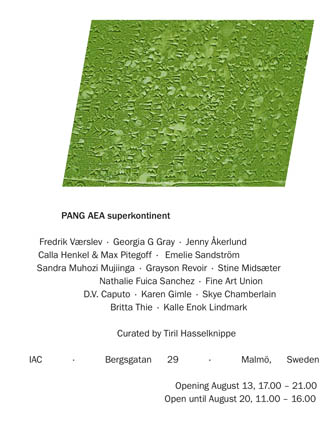 PANG AEA superkontinent
Fredrik Værslev · Georgia G Gray · Jenny Åkerlund
Calla Henkel & Max Pitegoff · Emelie Sandström
Sandra Muhozi Mujiinga · Grayson Revoir · Stine Midsæter
Nathalie Fuica Sanchez · Fine Art Union
D.V. Caputo · Karen Gimle · Skye Chamberlain
Britta Thie · Kalle Enok Lindmark
Curated by Tiril Hasselknippe
IAC · Bergsgatan 29 · Malmö, Sweden
Opening August 13, 17.00 – 21.00
Open until August 20, 11.00 – 16.00